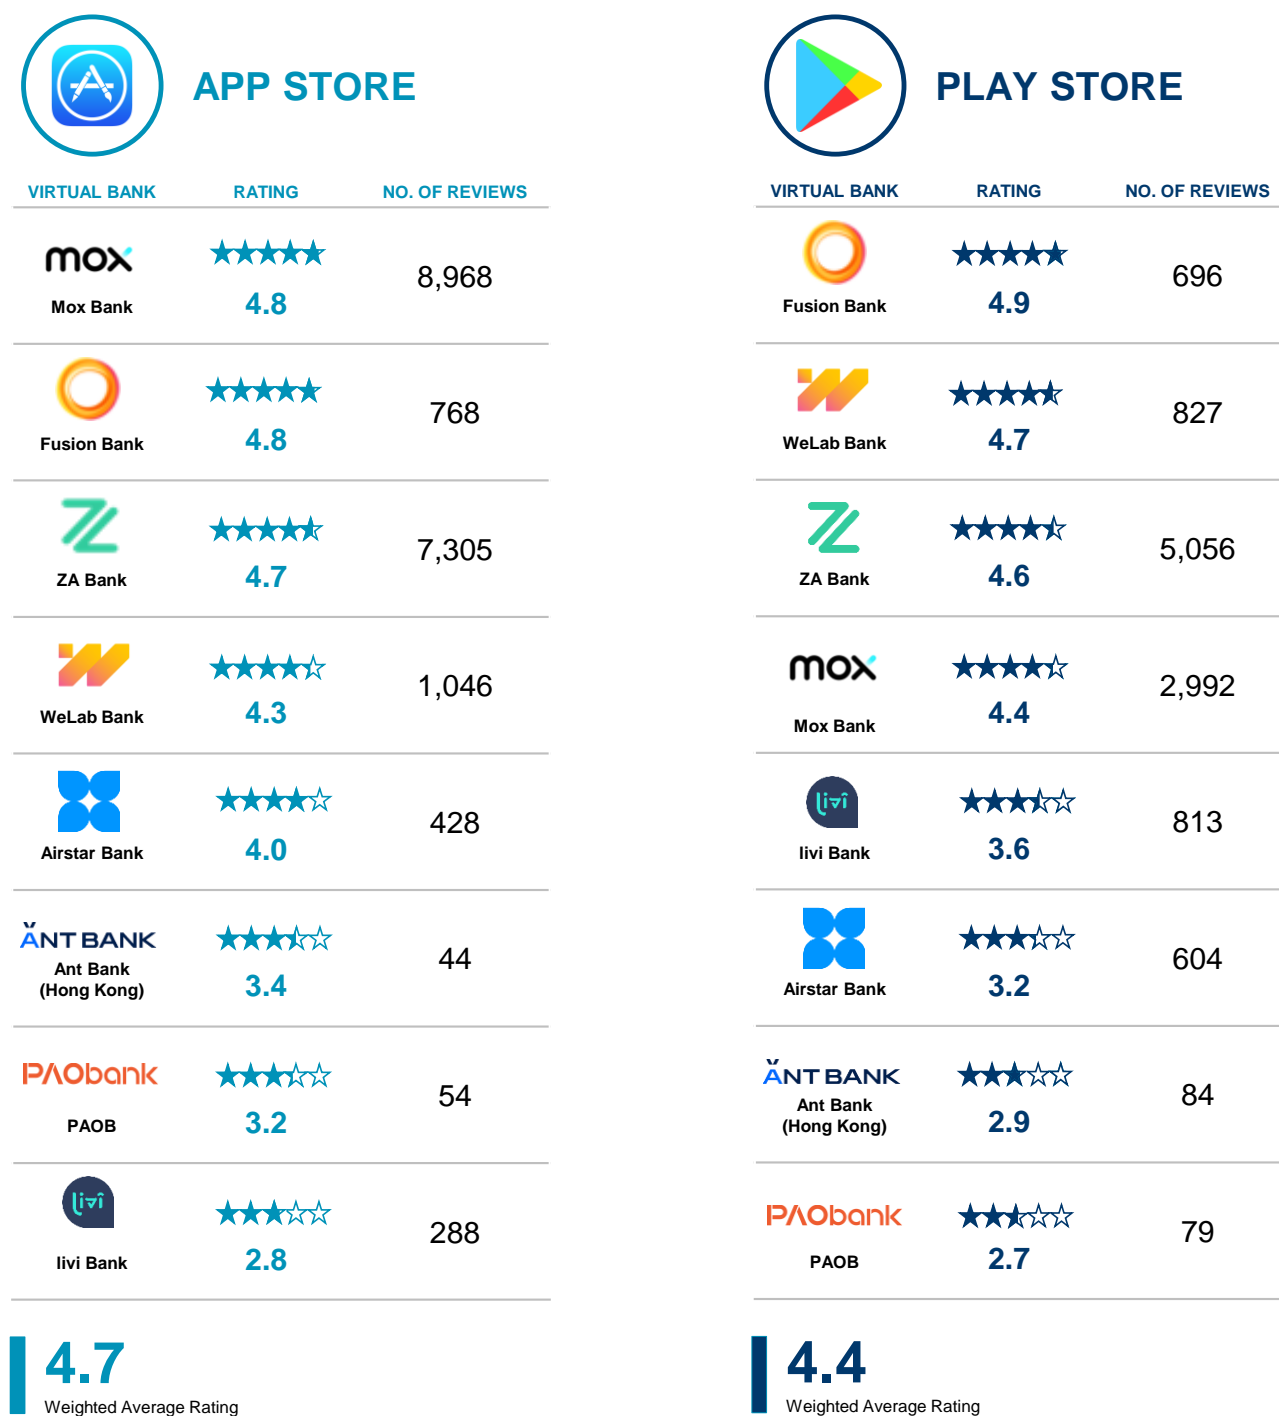 APP STORE
VIRTUAL BANK RATING NO. OF REVIEWS
mox
Mox Bank
4.8
8,968
Fusion Bank
4.8
768
ZA Bank
4.7
7,305
WeLab Bank
4.3
1,046
Airstar Bank
4.0
428
ANT BANK
Ant Bank
(Hong Kong)
3.4
44
PAObank
PAOB
3.2
54
livi
livi Bank
2.8
288
4.7
Weighted Average Rating
PLAY STORE
VIRTUAL BANK RATING NO. OF REVIEWS
Fusion Bank
4.9
696
WeLab Bank
4.7
827
ZA Bank
4.6
5,056
mox
Mox Bank
4.4
2,992
livi
livi Bank
3.6
813
Airstar Bank
3.2
604
ANT BANK
Ant Bank
(Hong Kong)
2.9
84
PAObank
PAOB
2.7
79
4.4
Weighted Average Rating